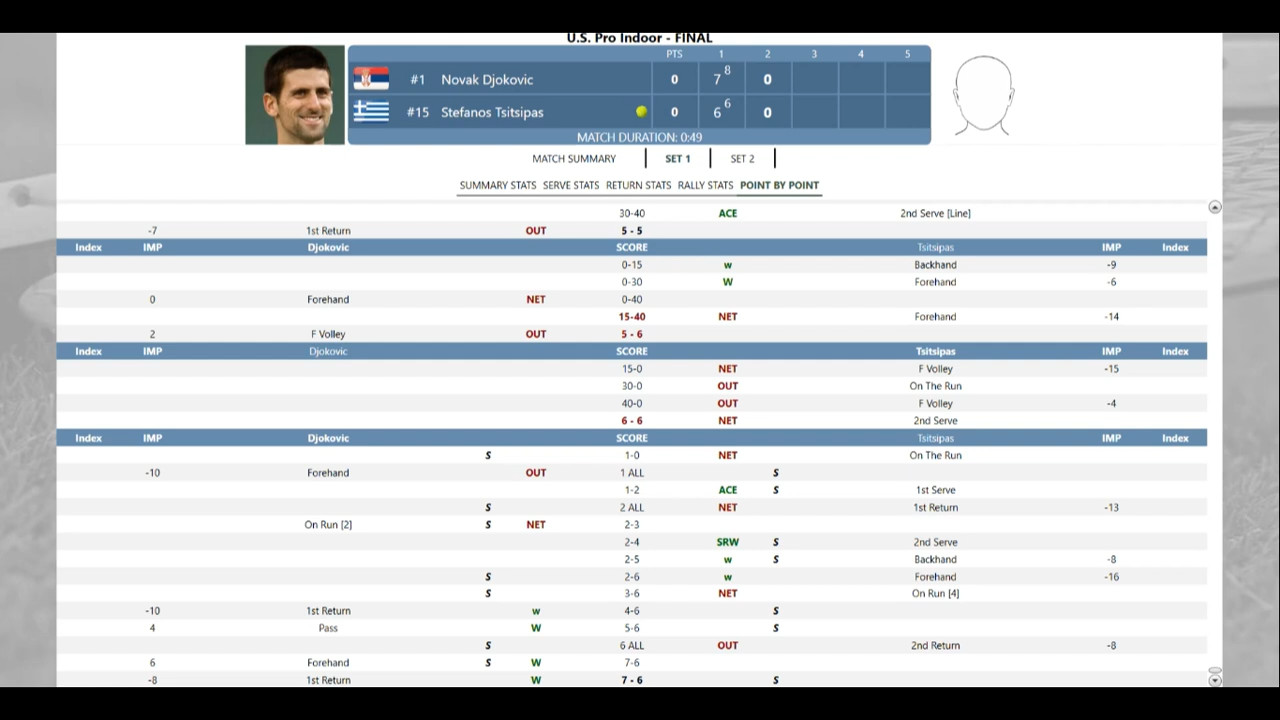 U.S. Pro Indoor - FINAL
PTS 1 2 3 4 5
#1 Novak Djokovic 0 7 8 0
#15 Stefanos Tsitsipas 0 6 6 0
MATCH DURATION: 0:49
MATCH SUMMARY SET 1 SET 2
SUMMARY STATS SERVE STATS RETURN STATS RALLY STATS POINT BY POINT
30-40 ACE 2nd Serve [Line]
-7 1st Return OUT 5 - 5
Index IMP Djokovic SCORE Tsitsipas IMP Index
0-15 w Backhand -9
0-30 W Forehand -6
0 Forehand NET 0-40
15-40 NET Forehand -14
2 F Volley OUT 5 - 6
Index IMP Djokovic SCORE Tsitsipas IMP Index
15-0 NET F Volley -15
30-0 OUT On The Run
40-0 OUT F Volley -4
6 - 6 NET 2nd Serve
Index IMP Djokovic SCORE Tsitsipas IMP Index
S 1-0 NET On The Run
-10 Forehand OUT 1 ALL S
1-2 ACE S 1st Serve
S 2 ALL NET 1st Return -13
On Run [2] S NET 2-3
2-4 SRW S 2nd Serve
2-5 w S Backhand -8
S 2-6 w Forehand -16
S 3-6 NET On Run [4]
-10 1st Return w 4-6 S
4 Pass W 5-6 S
S 6 ALL OUT 2nd Return -8
6 Forehand S W 7-6
-8 1st Return W 7 - 6 S